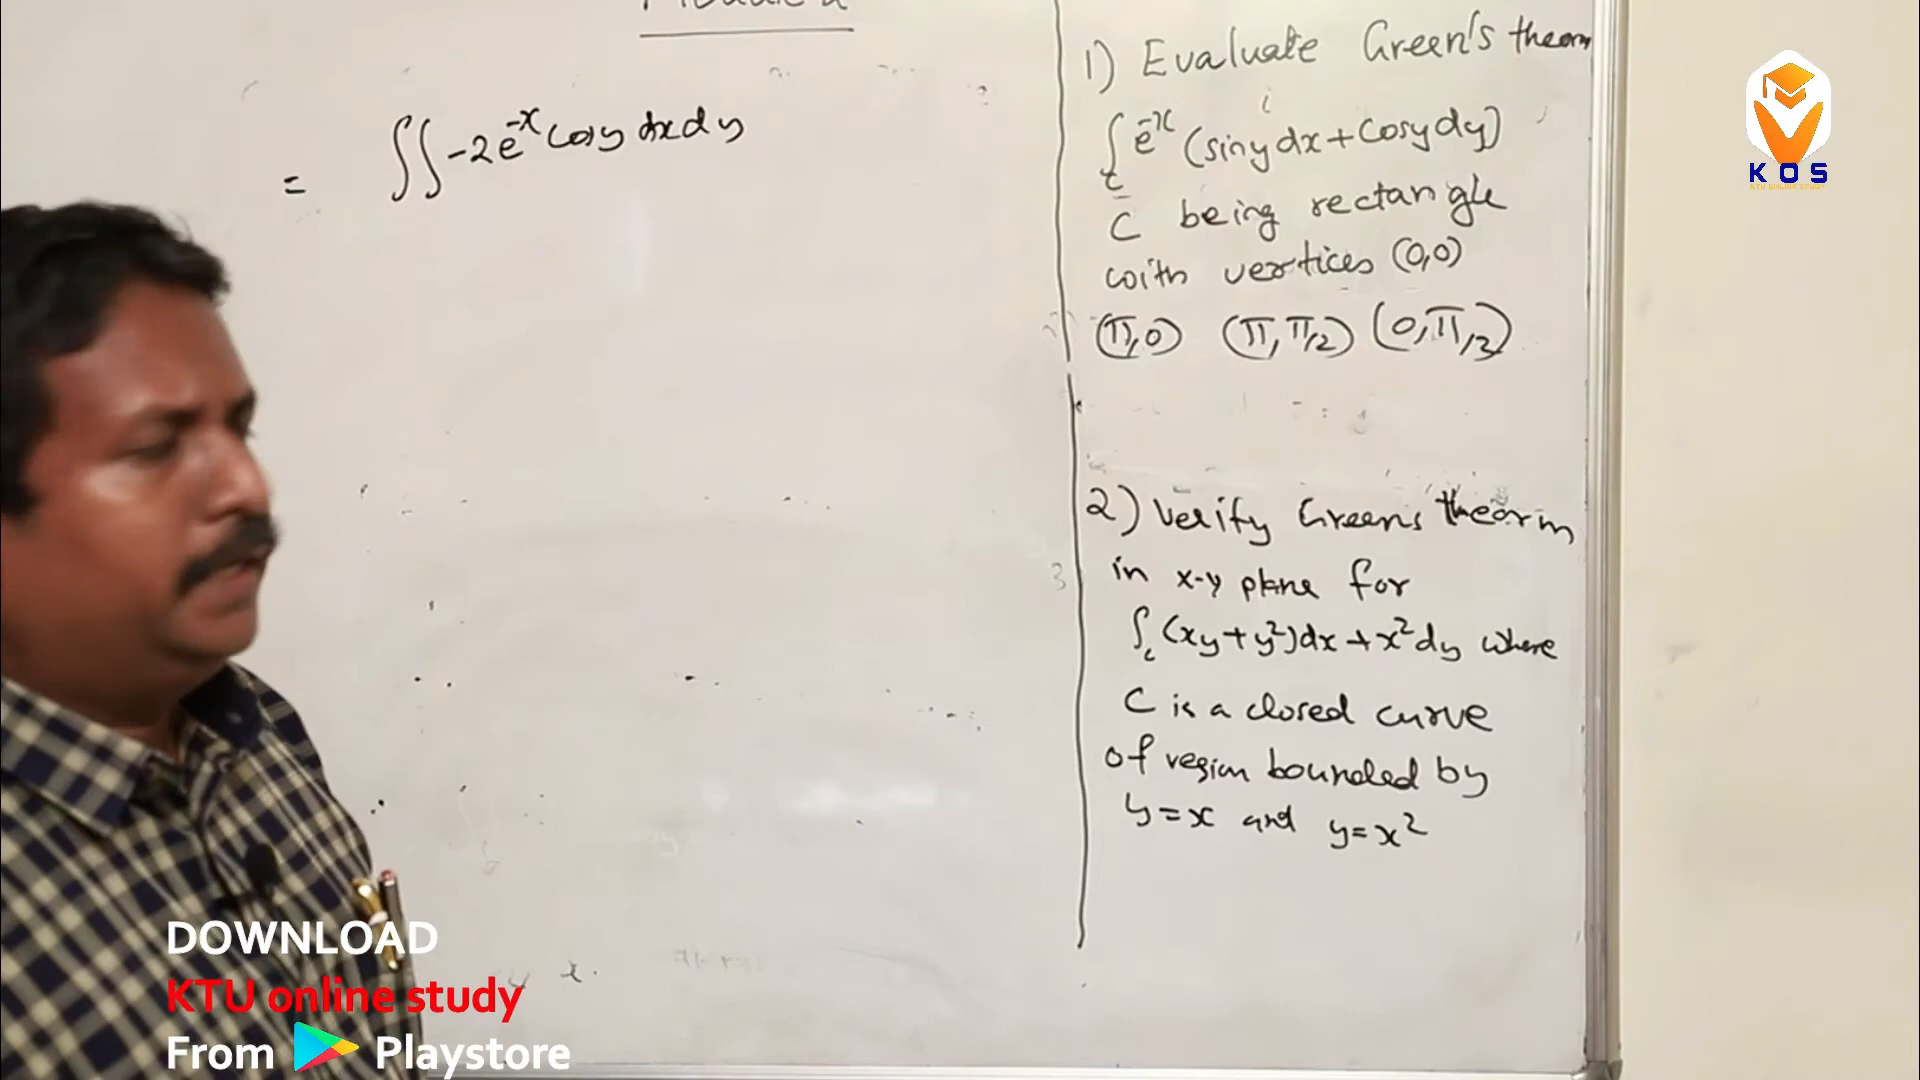 = ∫∫ -2e^-x cosy dxdy
1) Evaluate Green's theorm
∫c e^-x (siny dx + cosy dy)
C being rectangle
with vertices (0,0)
(π,0) (π,π/2) (0,π/2)
2) Verify Greens theorm
in x-y plane for
∫c (xy+y²)dx + x²dy where
C is a closed curve
of region bounded by
y=x and y=x²
KOS
DOWNLOAD
KTU online study
From Playstore